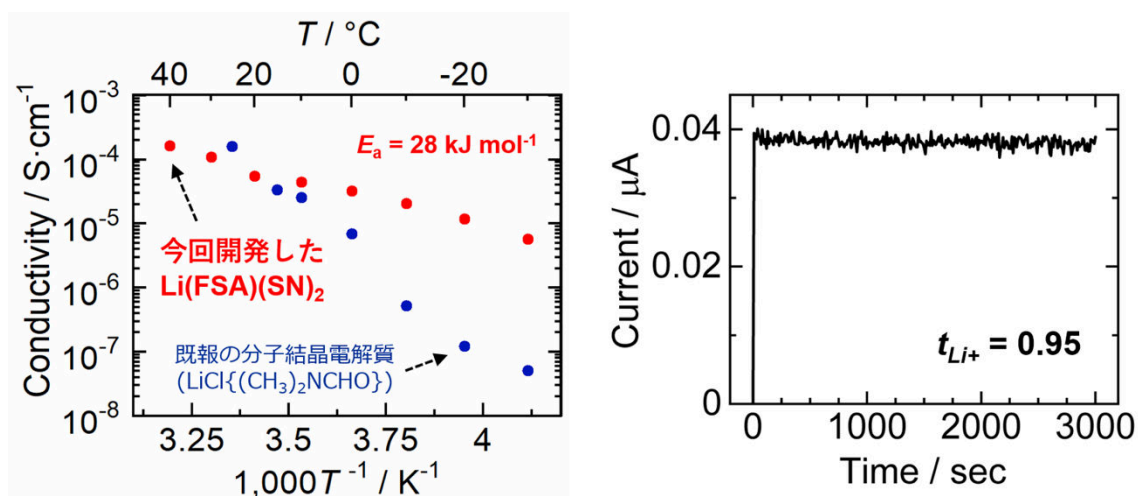 T / °C
40 20 0 -20
Conductivity / S·cm⁻¹
10⁻³
10⁻⁴
10⁻⁵
10⁻⁶
10⁻⁷
10⁻⁸
Eₐ = 28 kJ mol⁻¹
今回開発した
Li(FSA)(SN)₂
既報の分子結晶電解質
(LiCl{(CH₃)₂NCHO})
3.25 3.5 3.75 4
1,000T ⁻¹ / K⁻¹
Current / μA
0.04
0.02
0
t_Li+ = 0.95
0 1000 2000 3000
Time / sec